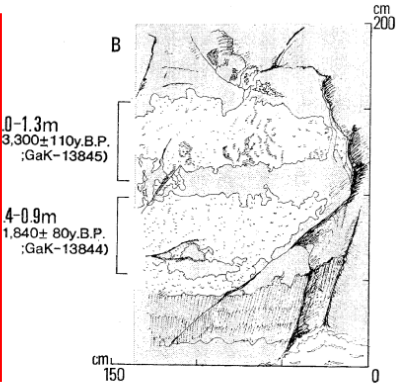 cm
200
B
.0-1.3m
3,300±110y.B.P.
;GaK-13845)
.4-0.9m
1,840± 80y.B.P.
;GaK-13844)
cm
150
0